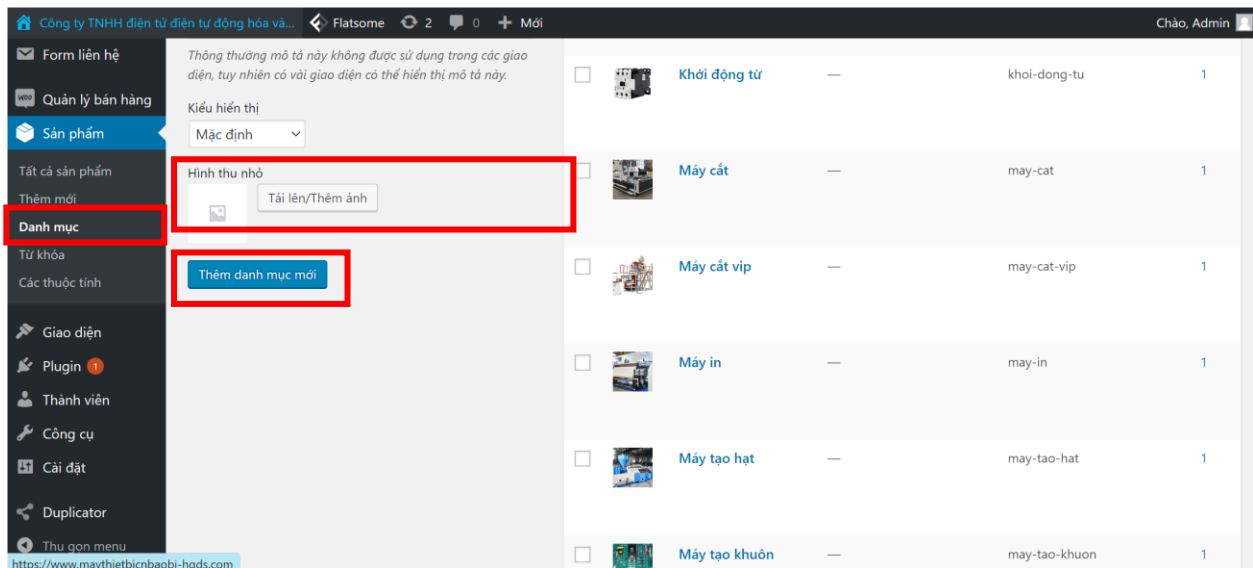 Công ty TNHH điện tử điện tự động hóa và... Flatsome 2 0 + Mới Chào, Admin
Form liên hệ
Quản lý bán hàng
Sản phẩm
Tất cả sản phẩm
Thêm mới
Danh mục
Từ khóa
Các thuộc tính
Giao diện
Plugin 1
Thành viên
Công cụ
Cài đặt
Duplicator
Thu gọn menu
https://www.maythietbicnbaobi-hgds.com
Thông thường mô tả này không được sử dụng trong các giao
diện, tuy nhiên có vài giao diện có thể hiển thị mô tả này.
Kiểu hiển thị
Mặc định
Hình thu nhỏ
Tải lên/Thêm ảnh
Thêm danh mục mới
Khởi động từ — khoi-dong-tu 1
Máy cắt — may-cat 1
Máy cắt vip — may-cat-vip 1
Máy in — may-in 1
Máy tạo hạt — may-tao-hat 1
Máy tạo khuôn — may-tao-khuon 1